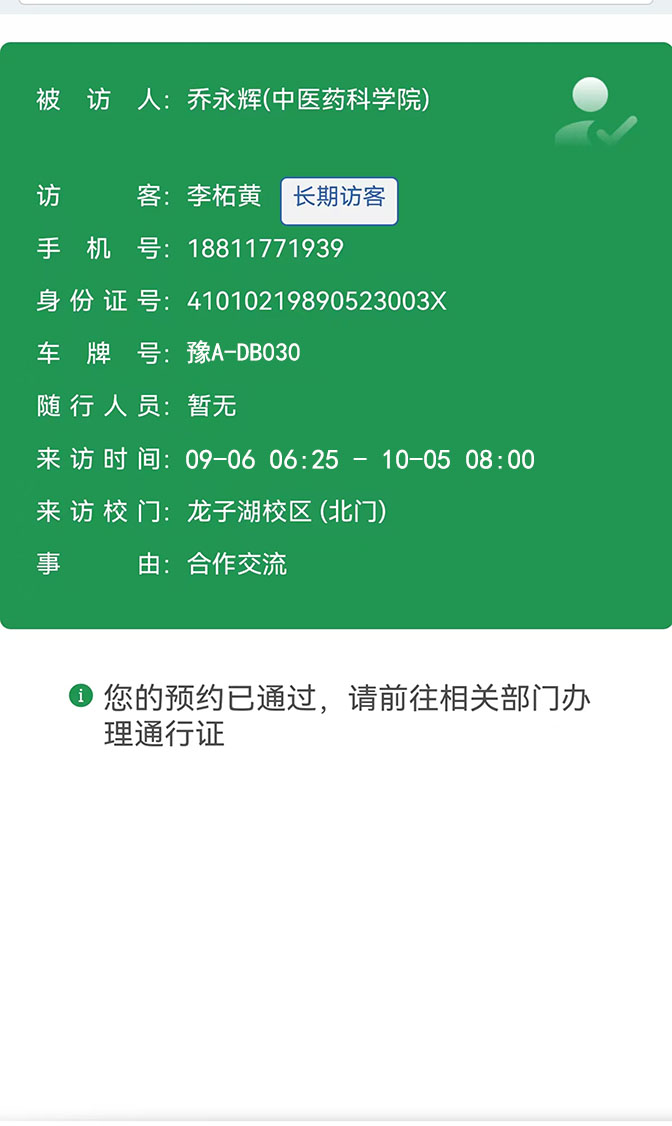 被访人：乔永辉(中医药科学院)
访客：李柘黄 长期访客
手机号：18811771939
身份证号：41010219890523003X
车牌号：豫A-DB030
随行人员：暂无
来访时间：09-06 06:25 - 10-05 08:00
来访校门：龙子湖校区(北门)
事由：合作交流
您的预约已通过，请前往相关部门办
理通行证